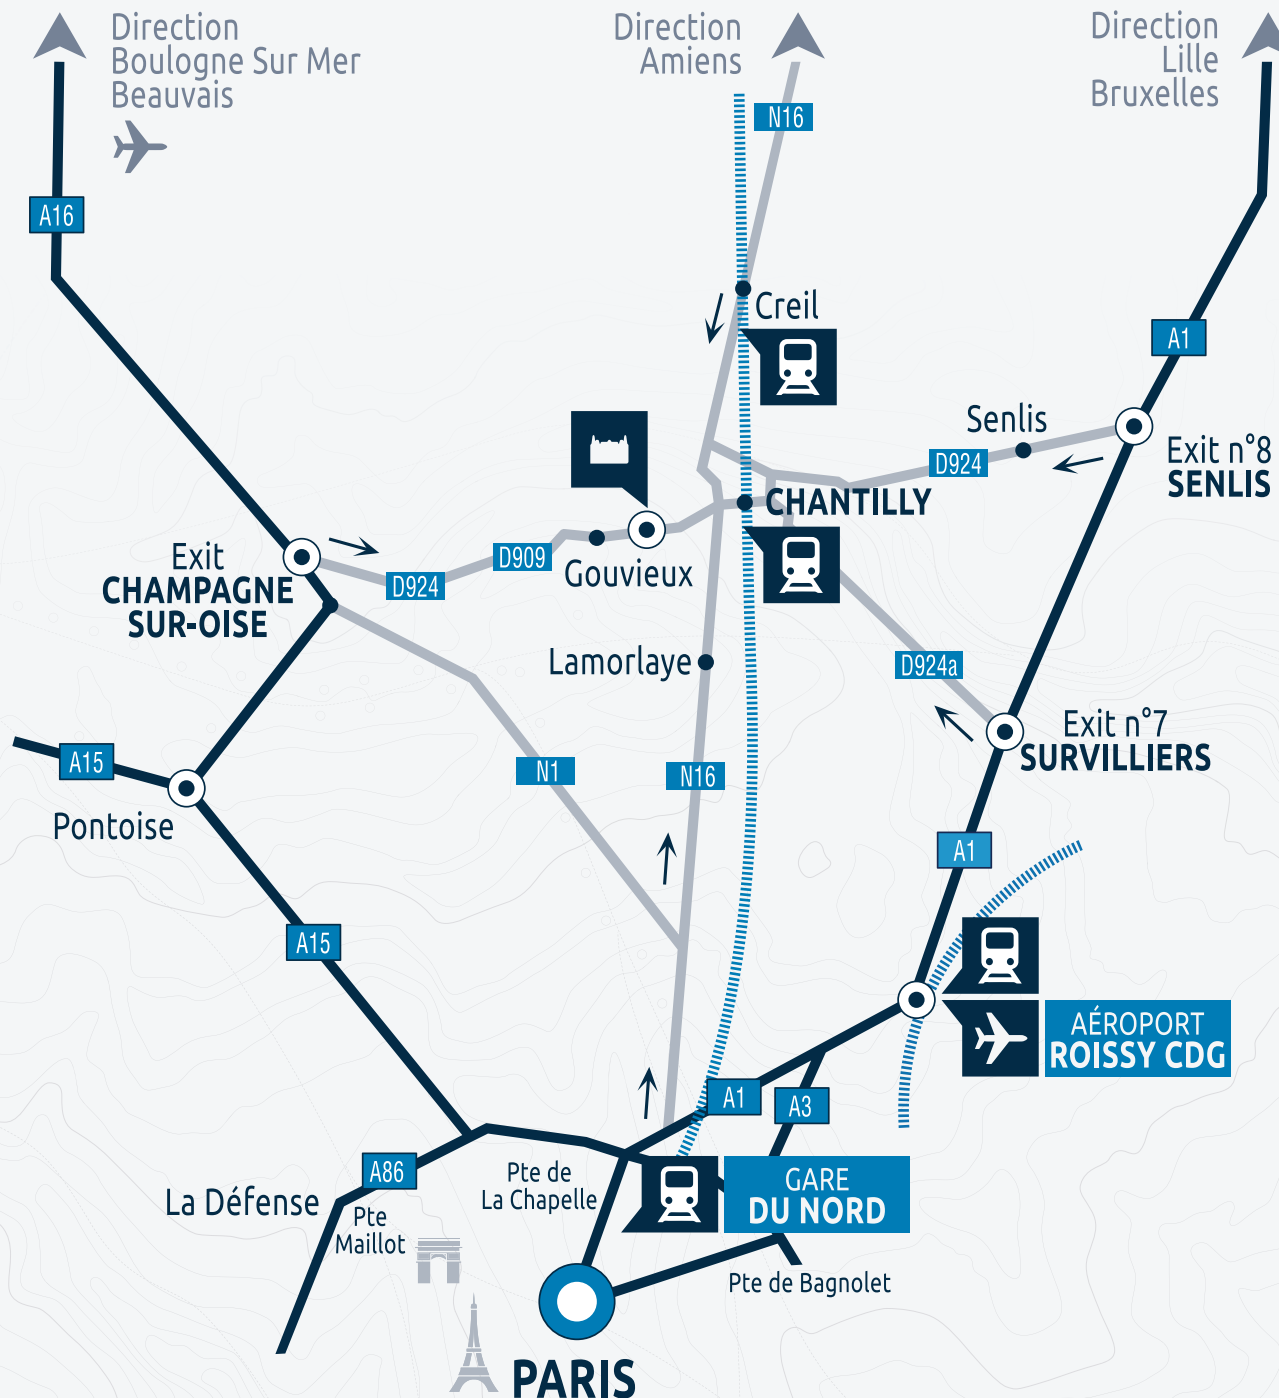 Direction
Boulogne Sur Mer
Beauvais
Direction
Amiens
Direction
Lille
Bruxelles
N16
A16
Creil
A1
Senlis
D924
Exit n°8
SENLIS
CHANTILLY
Exit
CHAMPAGNE
SUR-OISE
D909
D924
Gouvieux
Lamorlaye
D924a
Exit n°7
SURVILLIERS
A15
N1
N16
Pontoise
A1
A15
AÉROPORT
ROISSY CDG
A1
A3
A86
La Défense
Pte de
La Chapelle
GARE
DU NORD
Pte
Maillot
Pte de Bagnolet
PARIS